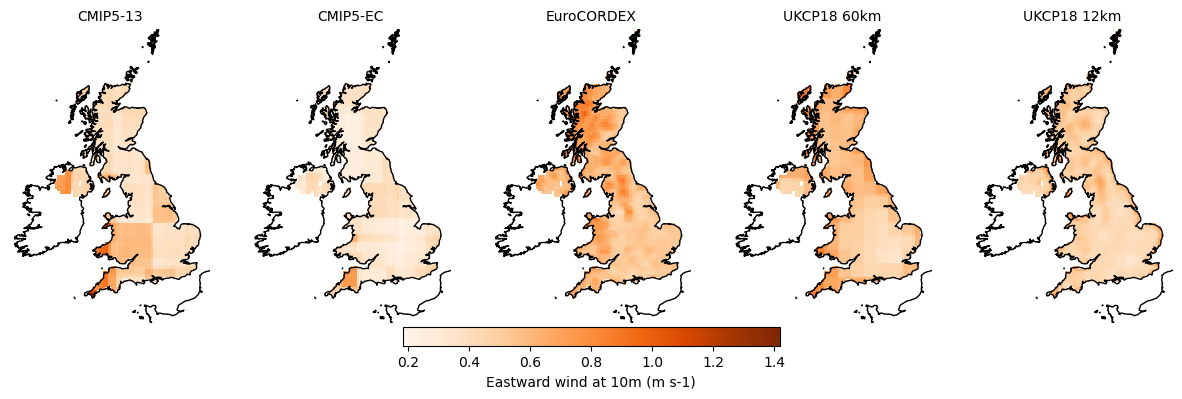 CMIP5-13 CMIP5-EC EuroCORDEX UKCP18 60km UKCP18 12km
0.2 0.4 0.6 0.8 1.0 1.2 1.4
Eastward wind at 10m (m s-1)